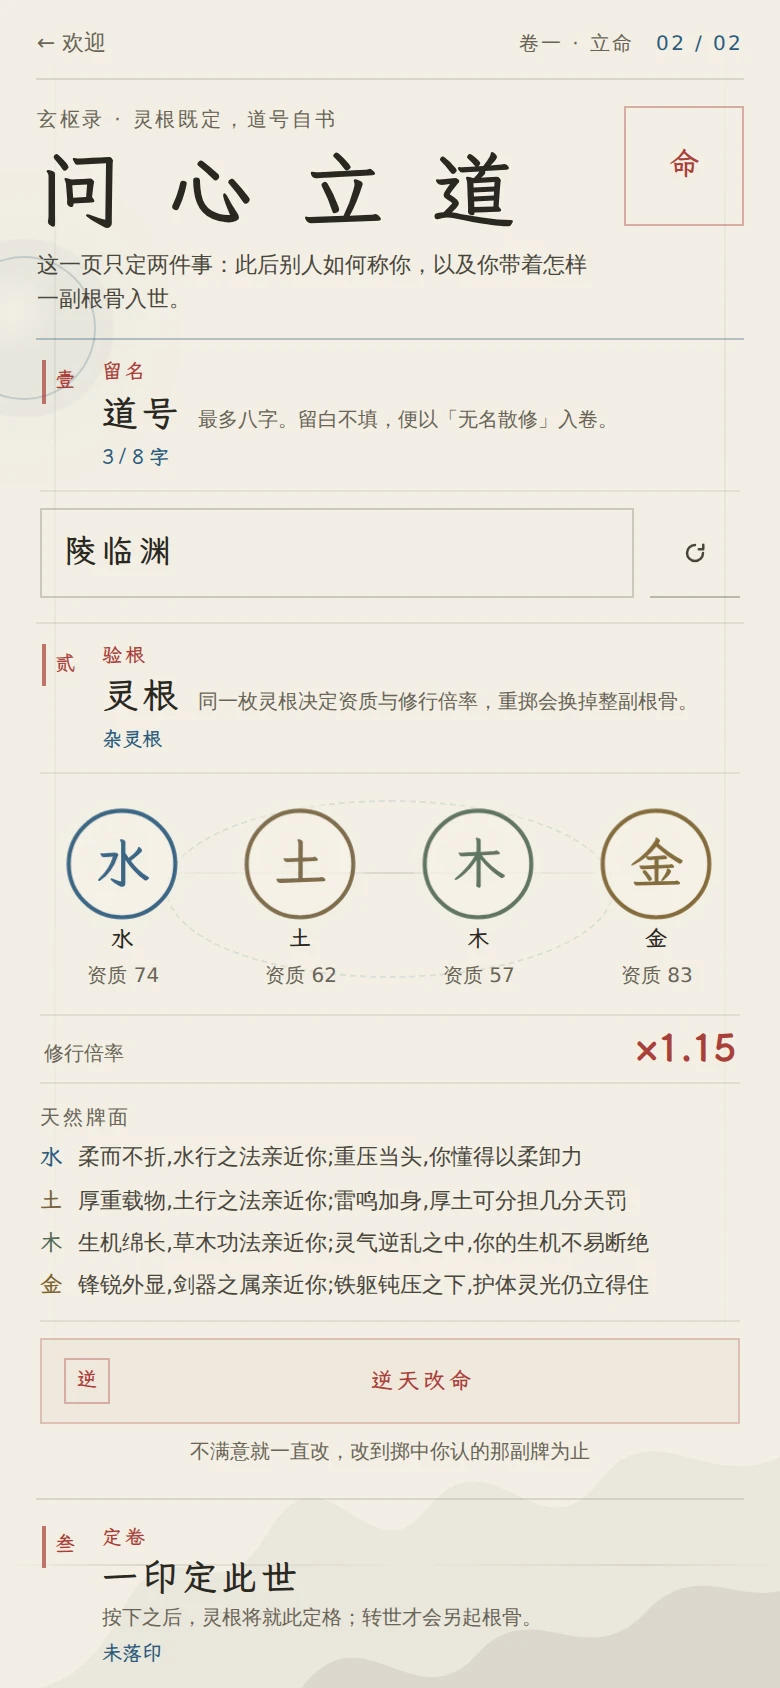 ← 欢迎
卷一 · 立命 02 / 02
玄枢录 · 灵根既定，道号自书
问心立道
命
这一页只定两件事：此后别人如何称你，以及你带着怎样
一副根骨入世。
壹
留名
道号 最多八字。留白不填，便以「无名散修」入卷。
3 / 8 字
陵临渊
贰
验根
灵根 同一枚灵根决定资质与修行倍率，重掷会换掉整副根骨。
杂灵根
水 土 木 金
水 土 木 金
资质 74 资质 62 资质 57 资质 83
修行倍率 ×1.15
天然牌面
水 柔而不折,水行之法亲近你;重压当头,你懂得以柔卸力
土 厚重载物,土行之法亲近你;雷鸣加身,厚土可分担几分天罚
木 生机绵长,草木功法亲近你;灵气逆乱之中,你的生机不易断绝
金 锋锐外显,剑器之属亲近你;铁躯钝压之下,护体灵光仍立得住
逆 逆天改命
不满意就一直改，改到掷中你认的那副牌为止
叁
定卷
一印定此世
按下之后，灵根将就此定格；转世才会另起根骨。
未落印